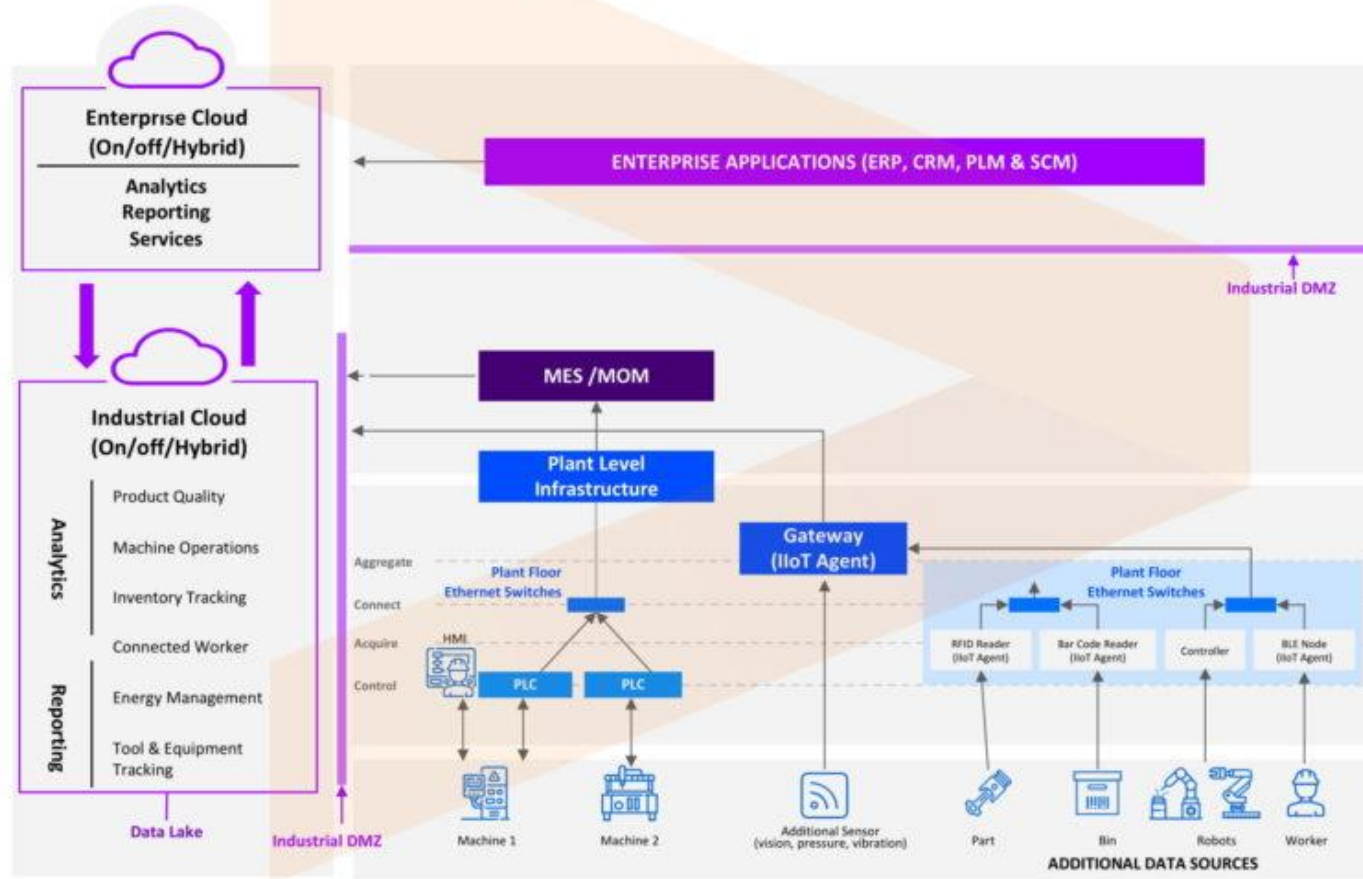 Enterprise Cloud
(On/off/Hybrid)
Analytics
Reporting
Services
ENTERPRISE APPLICATIONS (ERP, CRM, PLM & SCM)
Industrial DMZ
Industrial Cloud
(On/off/Hybrid)
Analytics
Product Quality
Machine Operations
Inventory Tracking
Connected Worker
Reporting
Energy Management
Tool & Equipment
Tracking
Data Lake
Industrial DMZ
MES /MOM
Plant Level
Infrastructure
Gateway
(IIoT Agent)
Aggregate
Connect
Acquire
Control
Plant Floor
Ethernet Switches
HMI
PLC
PLC
Plant Floor
Ethernet Switches
RFID Reader
(IIoT Agent)
Bar Code Reader
(IIoT Agent)
Controller
BLE Node
(IIoT Agent)
Machine 1
Machine 2
Additional Sensor
(vision, pressure, vibration)
Part
Bin
Robots
Worker
ADDITIONAL DATA SOURCES